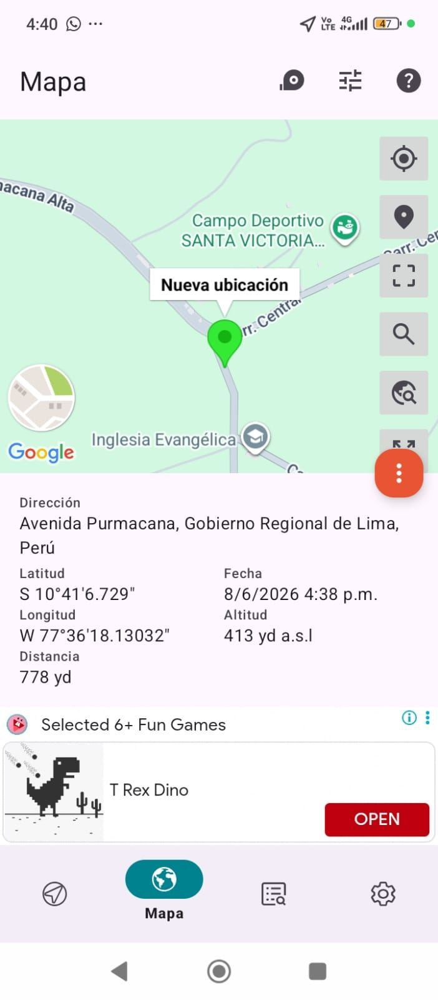 4:40
Vo
LTE
4G
47
Mapa
nacana Alta
Campo Deportivo
SANTA VICTORIA...
Carr. Cer
Nueva ubicación
rr. Central
Inglesia Evangélica
Google
Dirección
Avenida Purmacana, Gobierno Regional de Lima,
Perú
Latitud
S 10°41'6.729"
Fecha
8/6/2026 4:38 p.m.
Longitud
W 77°36'18.13032"
Altitud
413 yd a.s.l
Distancia
778 yd
Selected 6+ Fun Games
T Rex Dino
OPEN
Mapa